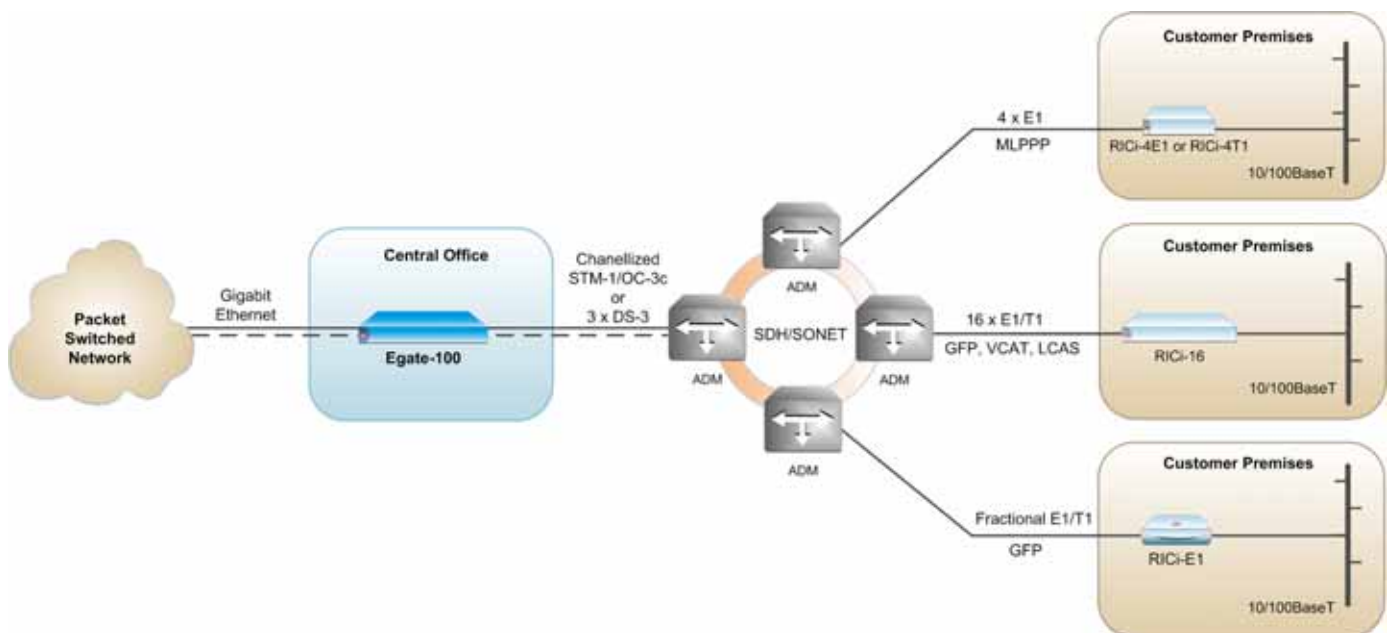 Packet
Switched
Network
Gigabit
Ethernet
Central Office
Egate-100
Chanellized
STM-1/OC-3c
or
3 x DS-3
ADM
ADM
SDH/SONET
ADM
ADM
4 x E1
MLPPP
Customer Premises
RICi-4E1 or RICi-4T1
10/100BaseT
16 x E1/T1
GFP, VCAT, LCAS
Customer Premises
RICi-16
10/100BaseT
Fractional E1/T1
GFP
Customer Premises
RICi-E1
10/100BaseT